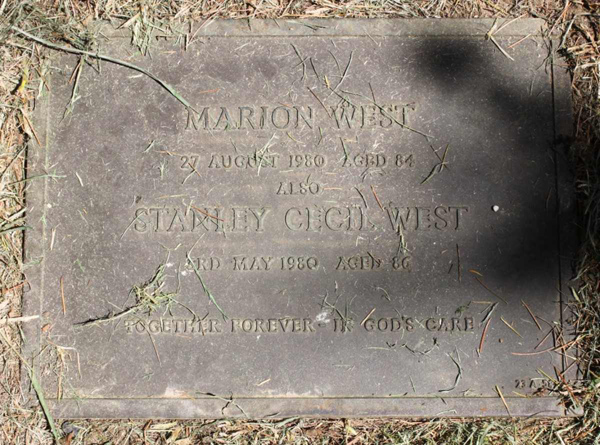 MARION WEST
27 AUGUST 1980 AGED 84
ALSO
STANLEY CECIL WEST
3RD MAY 1980 AGED 86
TOGETHER FOREVER - IN GOD'S CARE